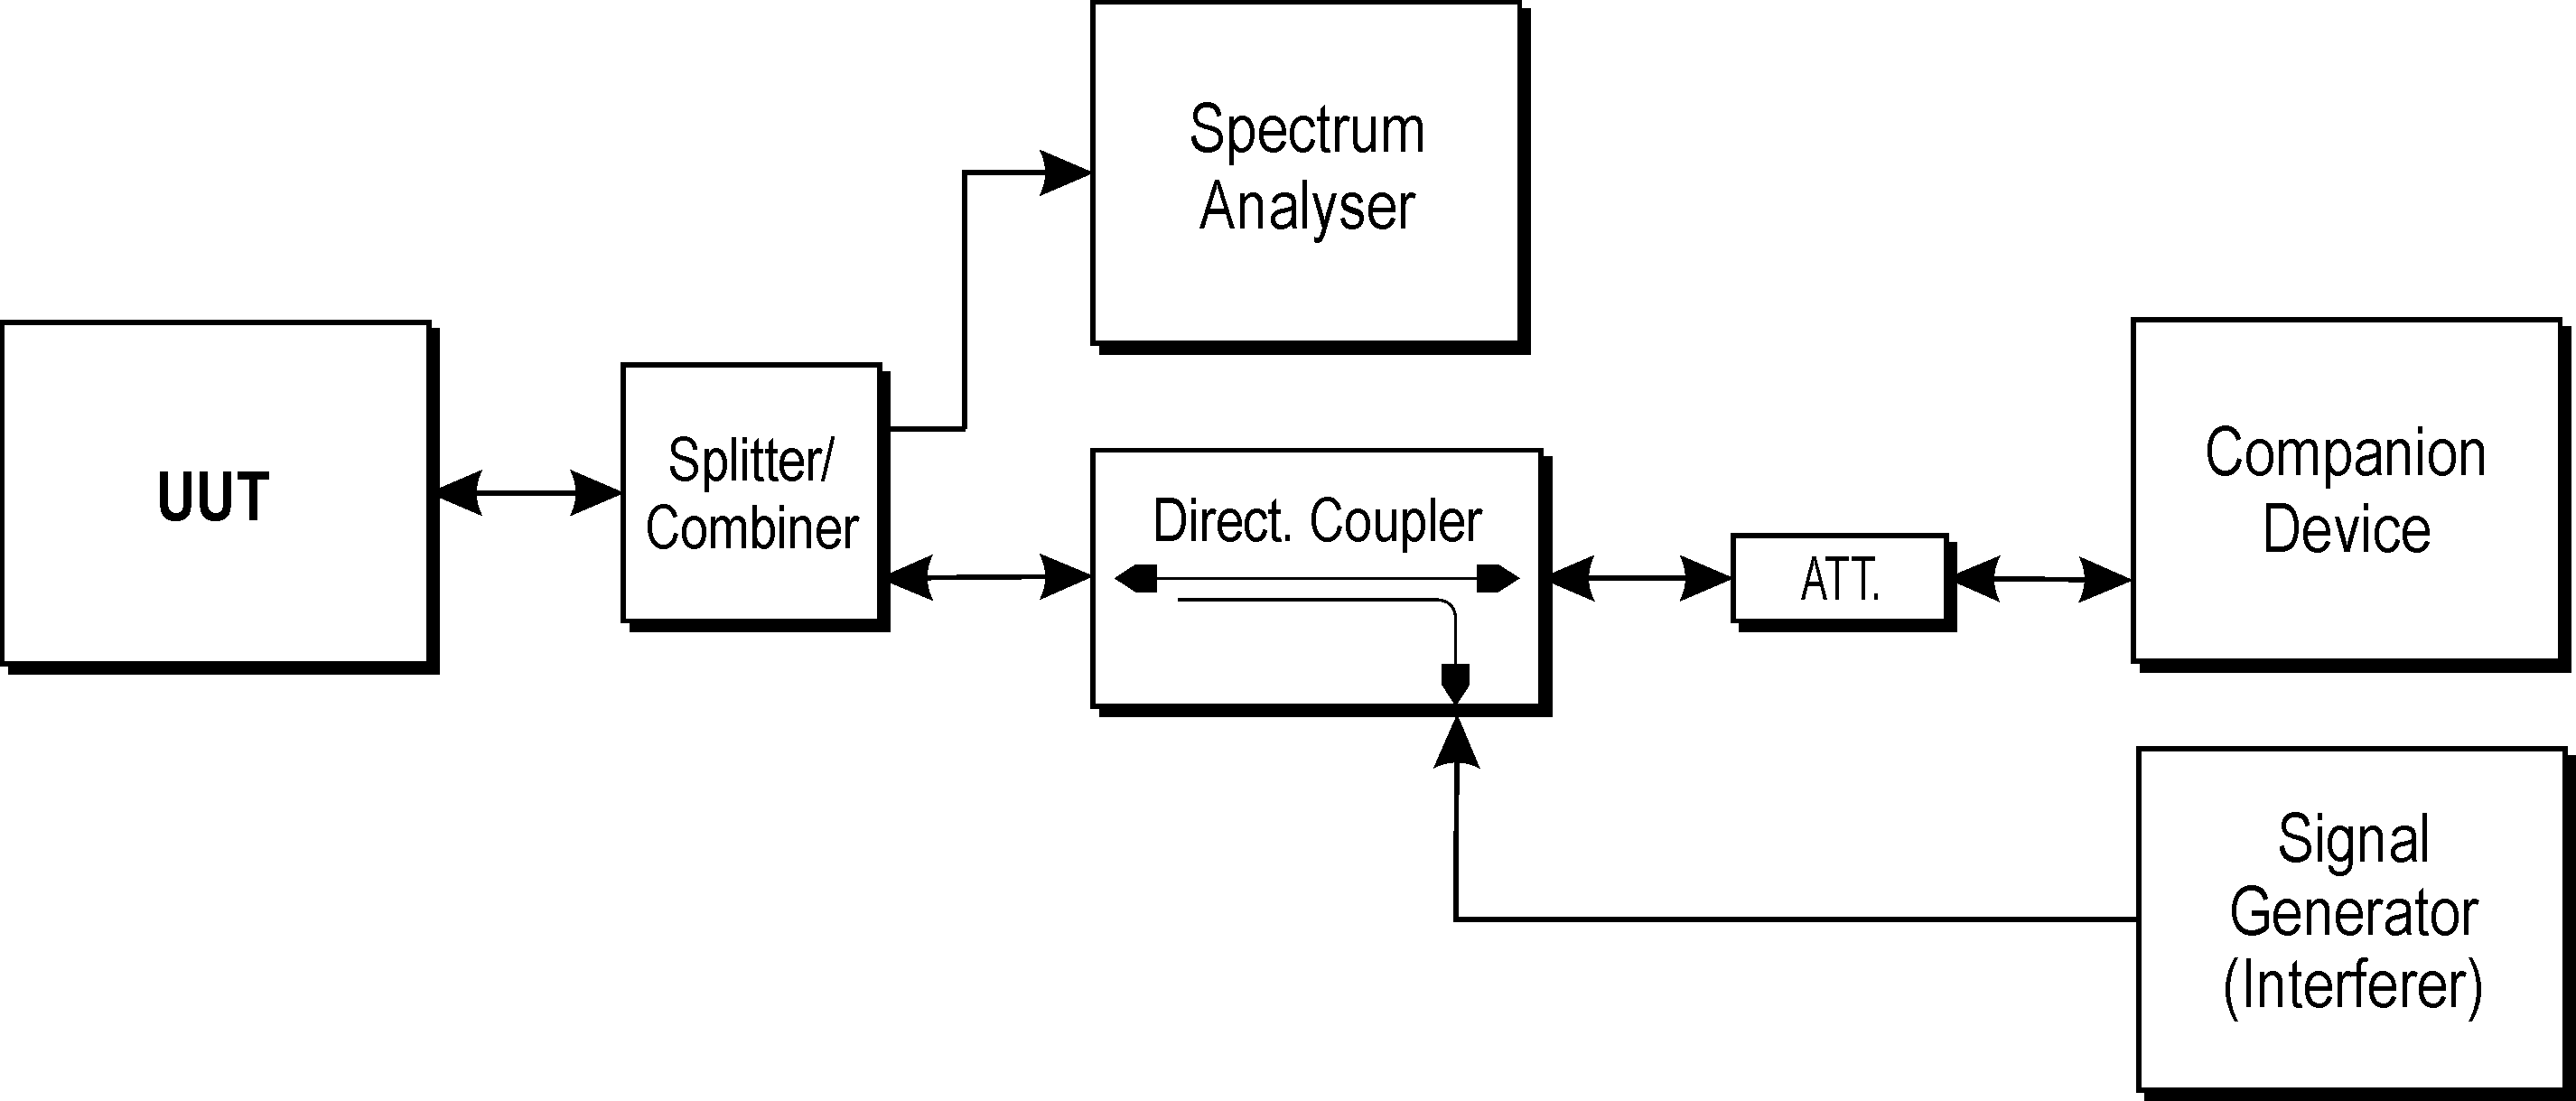 Spectrum
Analyser
UUT
Splitter/
Combiner
Direct. Coupler
ATT.
Companion
Device
Signal
Generator
(Interferer)